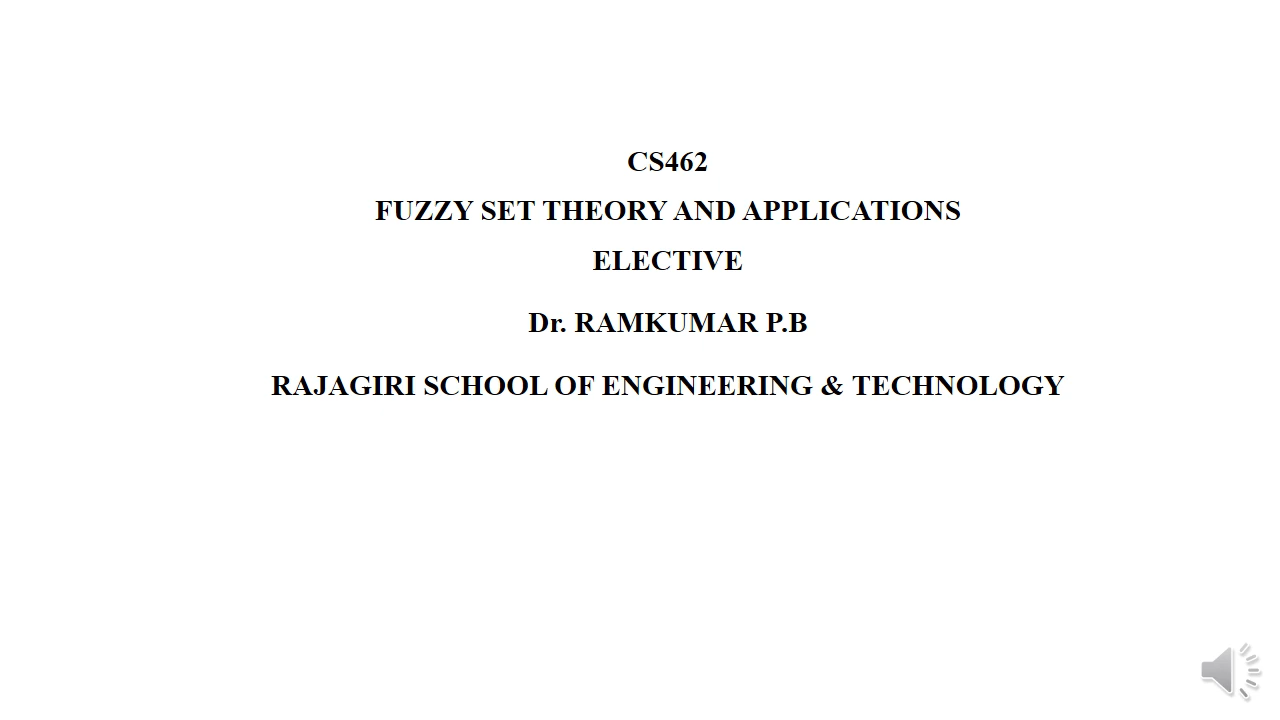 CS462
FUZZY SET THEORY AND APPLICATIONS
ELECTIVE
Dr. RAMKUMAR P.B
RAJAGIRI SCHOOL OF ENGINEERING & TECHNOLOGY